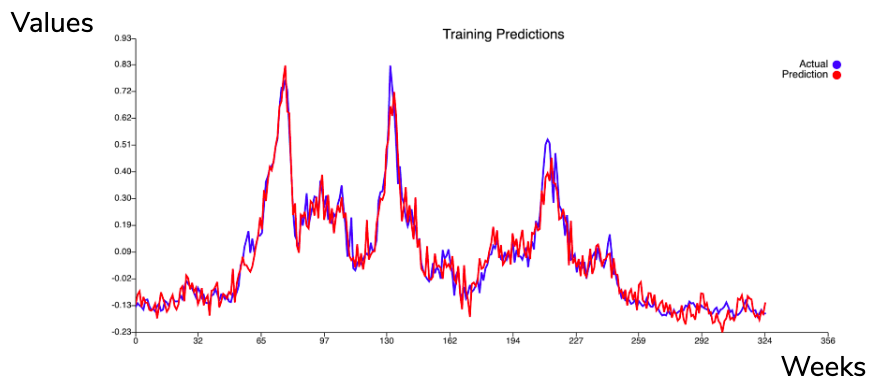 Values
Training Predictions
Actual
Prediction
0.93
0.83
0.72
0.62
0.51
0.40
0.30
0.19
0.09
-0.02
-0.13
-0.23
0 32 65 97 130 162 194 227 259 292 324 356
Weeks